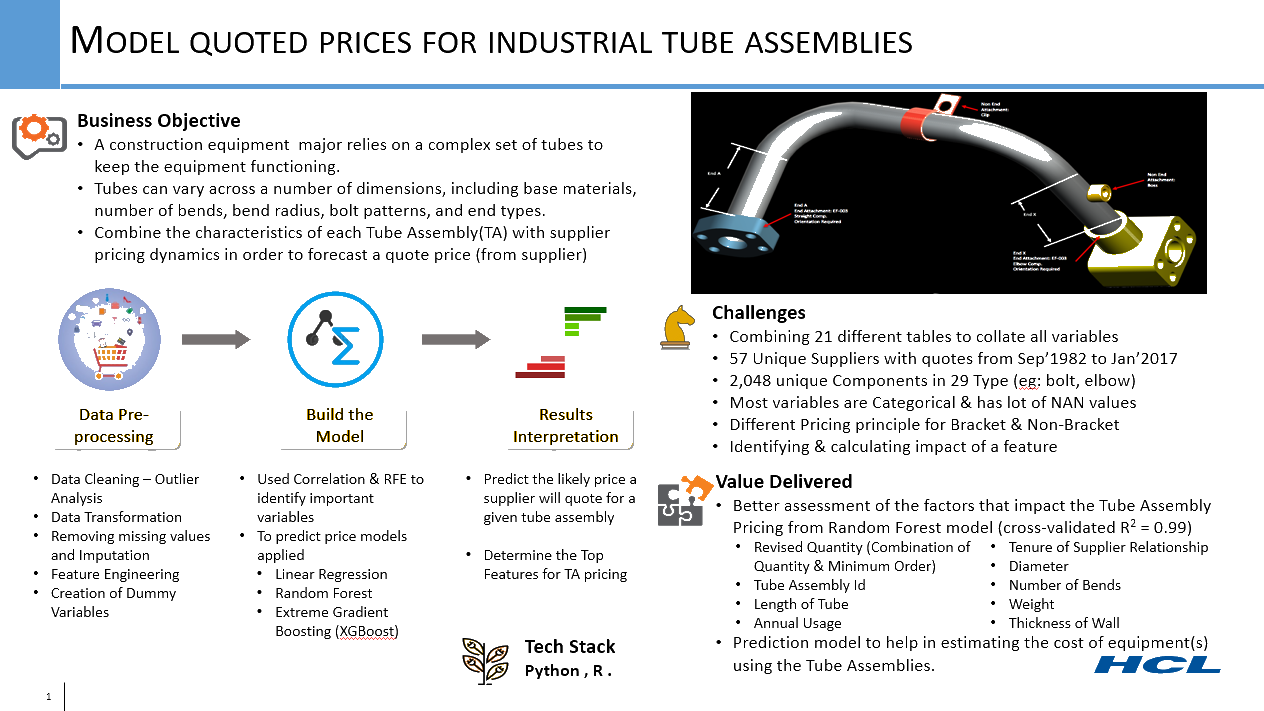 MODEL QUOTED PRICES FOR INDUSTRIAL TUBE ASSEMBLIES
Business Objective
• A construction equipment major relies on a complex set of tubes to
keep the equipment functioning.
• Tubes can vary across a number of dimensions, including base materials,
number of bends, bend radius, bolt patterns, and end types.
• Combine the characteristics of each Tube Assembly(TA) with supplier
pricing dynamics in order to forecast a quote price (from supplier)
Data Pre-
processing
Build the
Model
Results
Interpretation
• Data Cleaning – Outlier
Analysis
• Data Transformation
• Removing missing values
and Imputation
• Feature Engineering
• Creation of Dummy
Variables
• Used Correlation & RFE to
identify important
variables
• To predict price models
applied
• Linear Regression
• Random Forest
• Extreme Gradient
Boosting (XGBoost)
• Predict the likely price a
supplier will quote for a
given tube assembly
• Determine the Top
Features for TA pricing
Tech Stack
Python , R .
Non End
Attachment:
Clip
End A
End A
End Attachment: EF-003
Straight Comp.
Orientation Required
Non End
Attachment:
Boss
End X
End X
End Attachment: EF-003
Elbow Comp.
Orientation Required
Challenges
• Combining 21 different tables to collate all variables
• 57 Unique Suppliers with quotes from Sep’1982 to Jan’2017
• 2,048 unique Components in 29 Type (eg: bolt, elbow)
• Most variables are Categorical & has lot of NAN values
• Different Pricing principle for Bracket & Non-Bracket
• Identifying & calculating impact of a feature
Value Delivered
• Better assessment of the factors that impact the Tube Assembly
Pricing from Random Forest model (cross-validated R² = 0.99)
• Revised Quantity (Combination of
Quantity & Minimum Order)
• Tube Assembly Id
• Length of Tube
• Annual Usage
• Tenure of Supplier Relationship
• Diameter
• Number of Bends
• Weight
• Thickness of Wall
• Prediction model to help in estimating the cost of equipment(s)
using the Tube Assemblies.
HCL
1